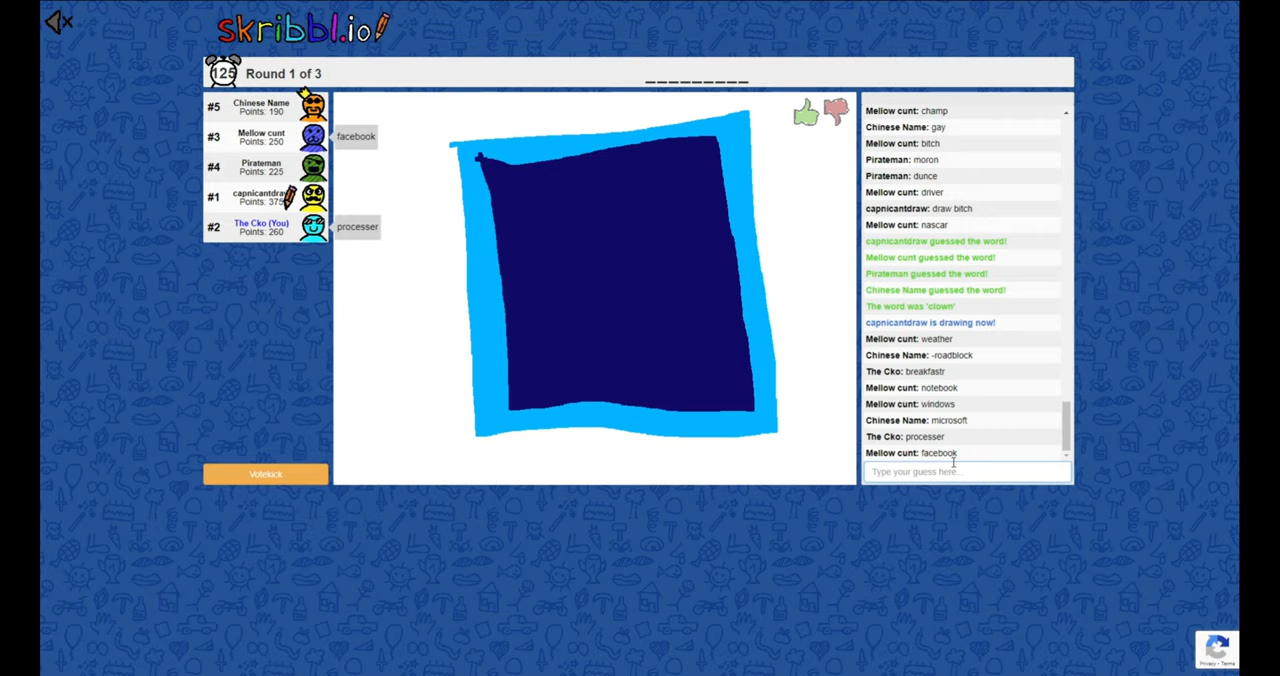 skribbl.io
125 Round 1 of 3
_________
#5 Chinese Name
Points: 190
#3 Mellow cunt
Points: 250
facebook
#4 Pirateman
Points: 225
#1 capnicantdraw
Points: 375
#2 The Cko (You)
Points: 260
processer
Votekick
Mellow cunt: champ
Chinese Name: gay
Mellow cunt: bitch
Pirateman: moron
Pirateman: dunce
Mellow cunt: driver
capnicantdraw: draw bitch
Mellow cunt: nascar
capnicantdraw guessed the word!
Mellow cunt guessed the word!
Pirateman guessed the word!
Chinese Name guessed the word!
The word was 'clown'
capnicantdraw is drawing now!
Mellow cunt: weather
Chinese Name: -roadblock
The Cko: breakfastr
Mellow cunt: notebook
Mellow cunt: windows
Chinese Name: microsoft
The Cko: processer
Mellow cunt: facebook
Type your guess here...
Privacy - Terms